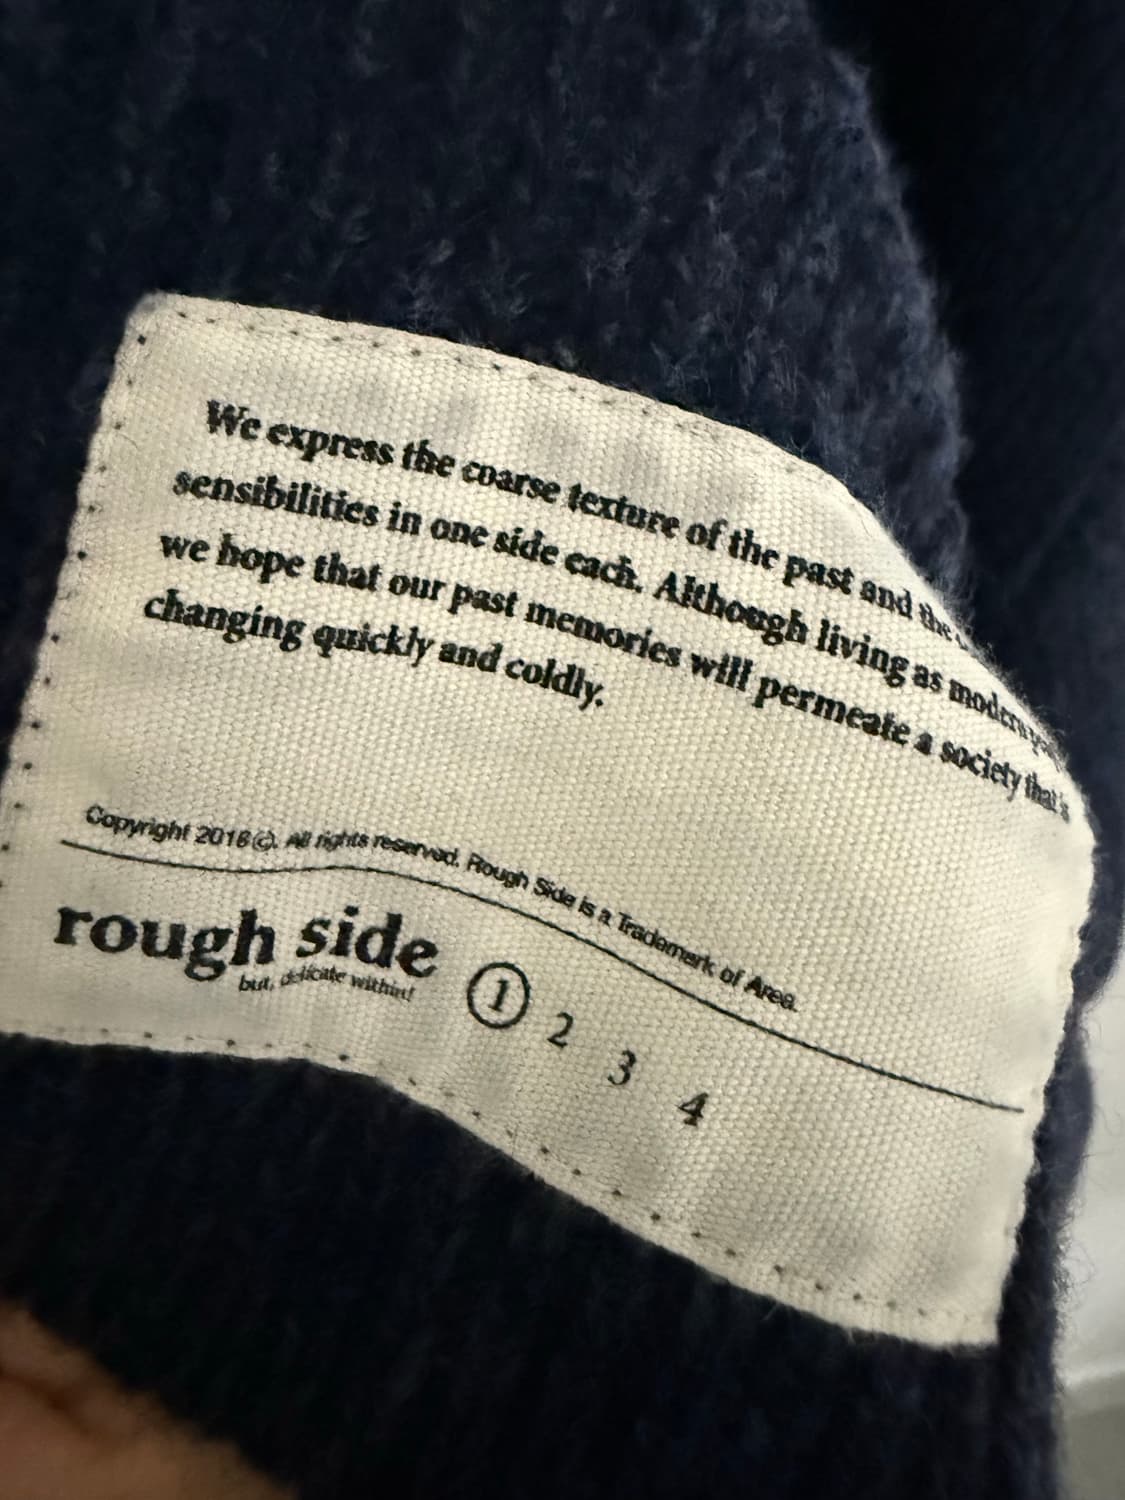 We express the coarse texture of the past and the
sensibilities in one side each. Although living as modern
we hope that our past memories will permeate a society that is
changing quickly and coldly.
Copyright 2018(c). All rights reserved. Rough Side is a Trademark of Area.
rough side
but, delicate within!
1 2 3 4